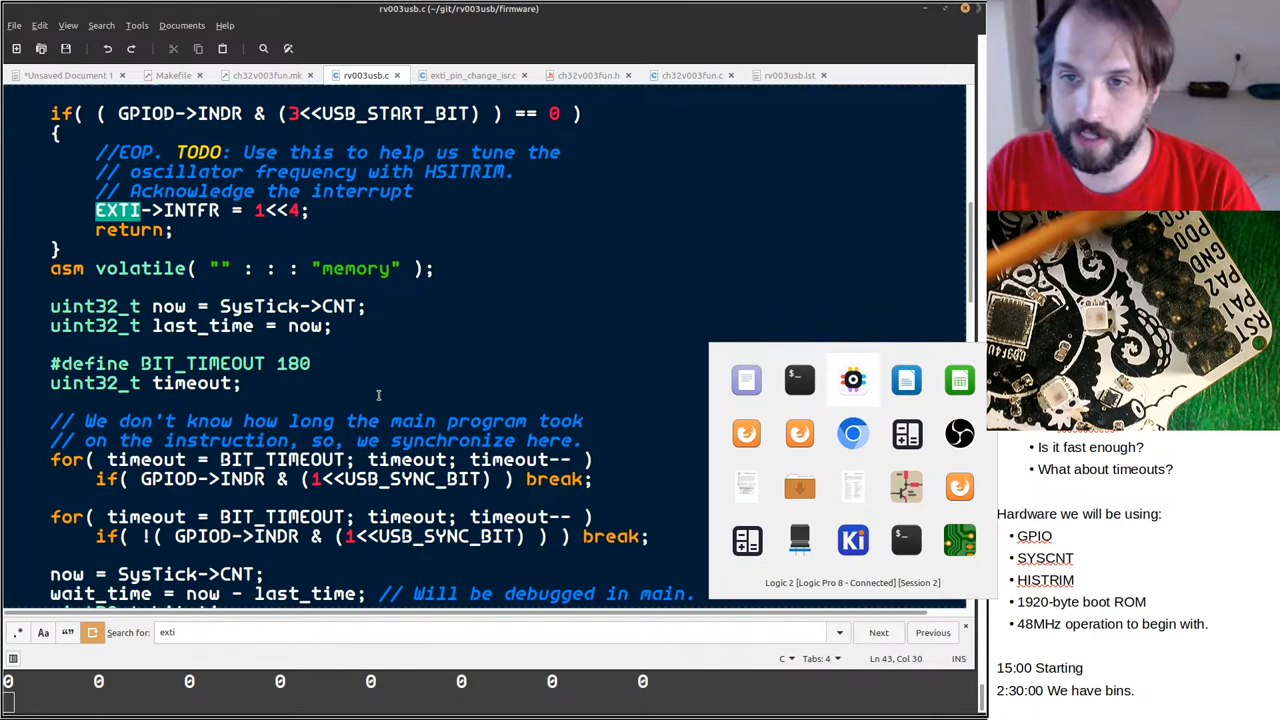 rv003usb.c (~/git/rv003usb/firmware)
File Edit View Search Tools Documents Help
*Unsaved Document 1 Makefile ch32v003fun.mk rv003usb.c exti_pin_change_isr.c ch32v003fun.h ch32v003fun.c rv003usb.lst
if( ( GPIOD->INDR & (3<<USB_START_BIT) ) == 0 )
{
//EOP. TODO: Use this to help us tune the
// oscillator frequency with HSITRIM.
// Acknowledge the interrupt
EXTI->INTFR = 1<<4;
return;
}
asm volatile( "" : : : "memory" );
uint32_t now = SysTick->CNT;
uint32_t last_time = now;
#define BIT_TIMEOUT 180
uint32_t timeout;
// We don't know how long the main program took
// on the instruction, so, we synchronize here.
for( timeout = BIT_TIMEOUT; timeout; timeout-- )
if( GPIOD->INDR & (1<<USB_SYNC_BIT) ) break;
for( timeout = BIT_TIMEOUT; timeout; timeout-- )
if( !( GPIOD->INDR & (1<<USB_SYNC_BIT) ) ) break;
now = SysTick->CNT;
wait_time = now - last_time; // Will be debugged in main.
Logic 2 [Logic Pro 8 - Connected] [Session 2]
$_
Ki
.* Aa “” Search for: exti Next Previous
C Tabs: 4 Ln 43, Col 30 INS
0 0 0 0 0 0 0 0
VCC
PD0
GND
PA2
PA1
RST
• Is it fast enough?
• What about timeouts?
Hardware we will be using:
• GPIO
• SYSCNT
• HISTRIM
• 1920-byte boot ROM
• 48MHz operation to begin with.
15:00 Starting
2:30:00 We have bins.